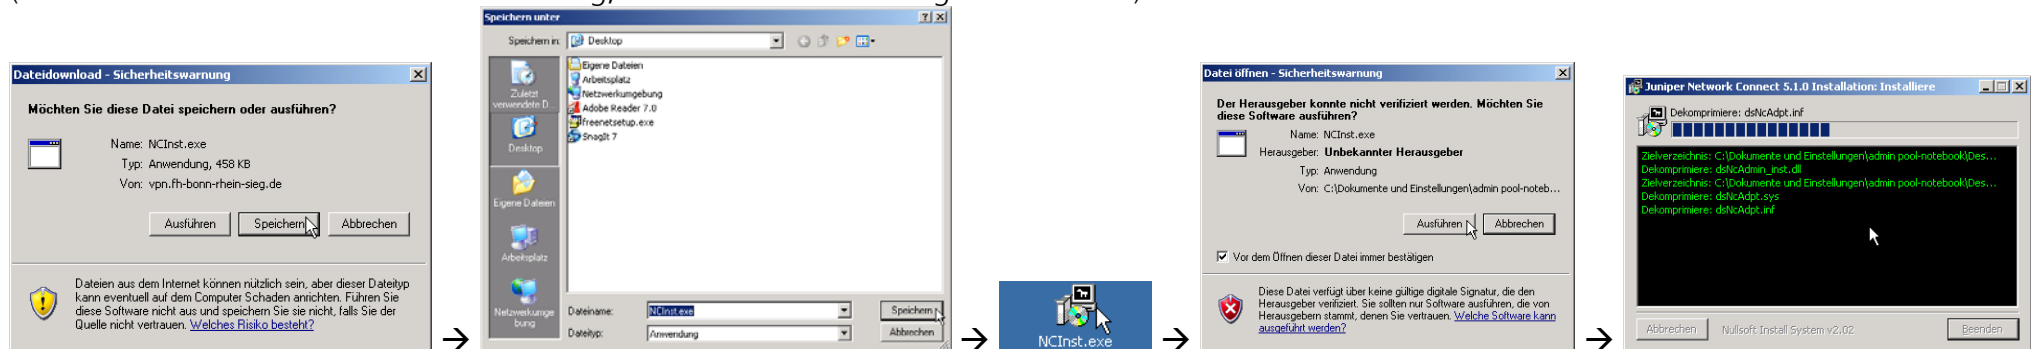 Dateidownload - Sicherheitswarnung
Möchten Sie diese Datei speichern oder ausführen?
Name: NCInst.exe
Typ: Anwendung, 458 KB
Von: vpn.fh-bonn-rhein-sieg.de
Ausführen
Speichern
Abbrechen
Dateien aus dem Internet können nützlich sein, aber dieser Dateityp
kann eventuell auf dem Computer Schaden anrichten. Führen Sie
diese Software nicht aus und speichern Sie sie nicht, falls Sie der
Quelle nicht vertrauen. Welches Risiko besteht?
→
Speichern unter
Speichern in: Desktop
Zuletzt
verwendete D...
Desktop
Eigene Dateien
Arbeitsplatz
Netzwerkumge
bung
Eigene Dateien
Arbeitsplatz
Netzwerkumgebung
Adobe Reader 7.0
freenetsetup.exe
SnagIt 7
Dateiname: NCInst.exe
Speichern
Dateityp: Anwendung
Abbrechen
→
NCInst.exe
→
Datei öffnen - Sicherheitswarnung
Der Herausgeber konnte nicht verifiziert werden. Möchten Sie
diese Software ausführen?
Name: NCInst.exe
Herausgeber: Unbekannter Herausgeber
Typ: Anwendung
Von: C:\Dokumente und Einstellungen\admin pool-noteb...
Ausführen
Abbrechen
Vor dem Öffnen dieser Datei immer bestätigen
Diese Datei verfügt über keine gültige digitale Signatur, die den
Herausgeber verifiziert. Sie sollten nur Software ausführen, die von
Herausgebern stammt, denen Sie vertrauen. Welche Software kann
ausgeführt werden?
→
Juniper Network Connect 5.1.0 Installation: Installiere
Dekomprimiere: dsNcAdpt.inf
Zielverzeichnis: C:\Dokumente und Einstellungen\admin pool-notebook\Des...
Dekomprimiere: dsNcAdmin_inst.dll
Zielverzeichnis: C:\Dokumente und Einstellungen\admin pool-notebook\Des...
Dekomprimiere: dsNcAdpt.sys
Dekomprimiere: dsNcAdpt.inf
Abbrechen
Nullsoft Install System v2.02
Beenden